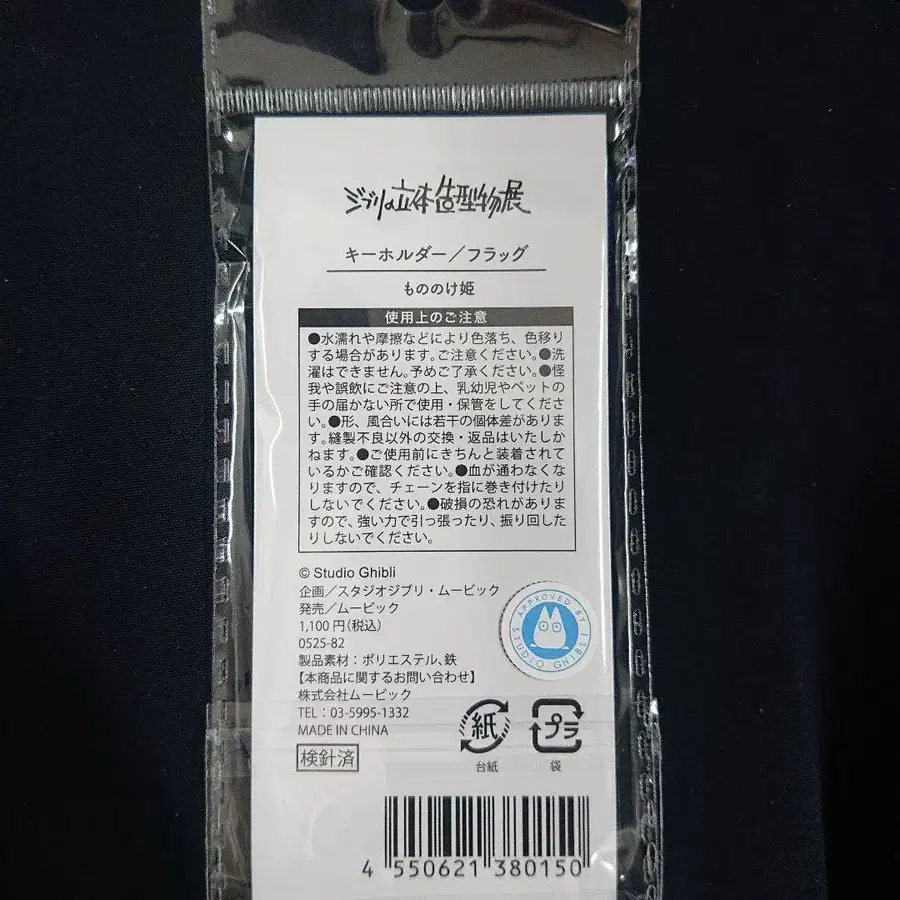 ジブリの立体造型物展
キーホルダー／フラッグ
もののけ姫
使用上のご注意
●水濡れや摩擦などにより色落ち、色移り
する場合があります。ご注意ください。●洗
濯はできません。予めご了承ください。●怪
我や誤飲にご注意の上、乳幼児やペットの
手の届かない所で使用・保管をしてくださ
い。●形、風合いには若干の個体差がありま
す。縫製不良以外の交換・返品はいたしか
ねます。●ご使用前にきちんと装着されて
いるかご確認ください。●血が通わなくな
りますので、チェーンを指に巻き付けたり
しないでください。●破損の恐れがありま
すので、強い力で引っ張ったり、振り回した
りしないでください。
© Studio Ghibli
企画／スタジオジブリ・ムービック
発売／ムービック
1,100円(税込)
0525-82
製品素材：ポリエステル、鉄
【本商品に関するお問い合わせ】
株式会社ムービック
TEL：03-5995-1332
MADE IN CHINA
検針済
APPROVED BY
STUDIO GHIBLI
紙
台紙
プラ
袋
4 550621 380150